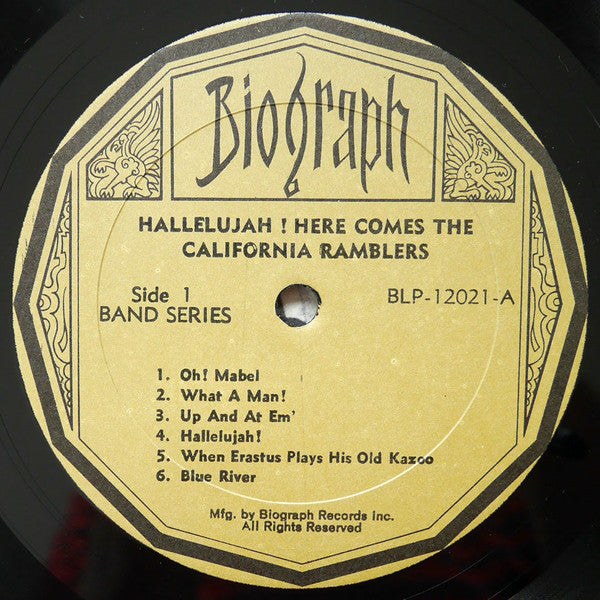 Biograph
HALLELUJAH ! HERE COMES THE
CALIFORNIA RAMBLERS
Side 1
BAND SERIES
BLP-12021-A
1. Oh! Mabel
2. What A Man!
3. Up And At Em'
4. Hallelujah!
5. When Erastus Plays His Old Kazoo
6. Blue River
Mfg. by Biograph Records Inc.
All Rights Reserved